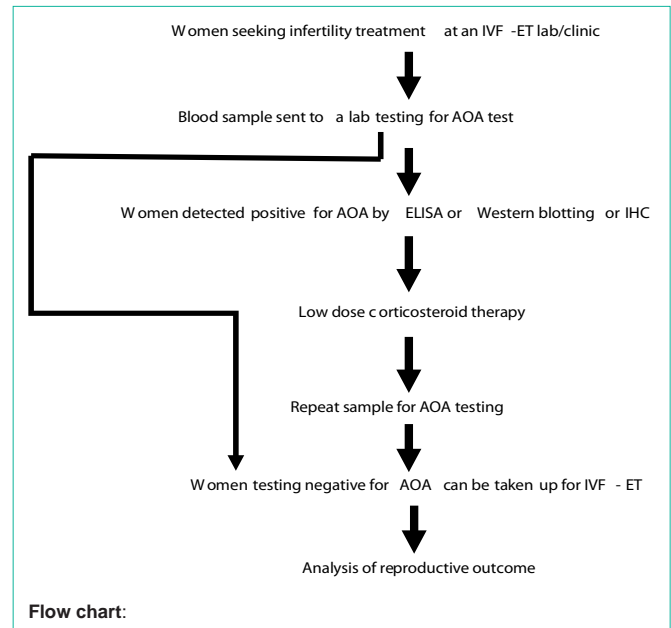 Women seeking infertility treatment at an IVF -ET lab/clinic
Blood sample sent to a lab testing for AOA test
Women detected positive for AOA by ELISA or Western blotting or IHC
Low dose corticosteroid therapy
Repeat sample for AOA testing
Women testing negative for AOA can be taken up for IVF - ET
Analysis of reproductive outcome
Flow chart: